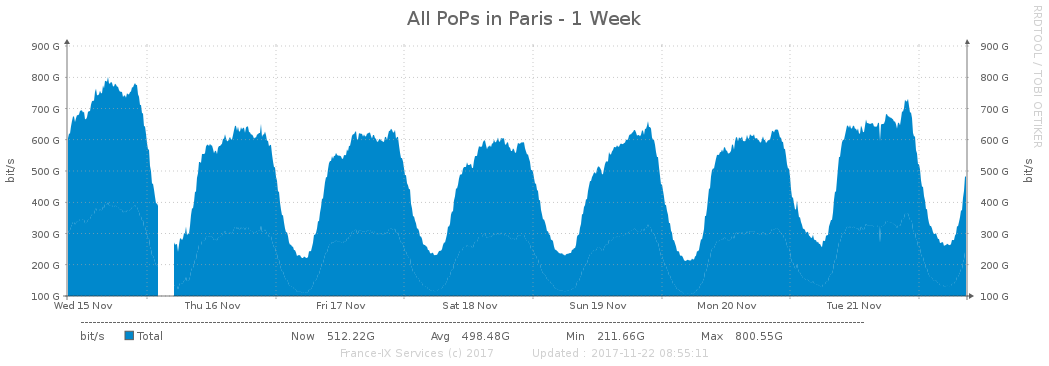 All PoPs in Paris - 1 Week
RRDTOOL / TOBI OETIKER
900 G 900 G
800 G 800 G
700 G 700 G
600 G 600 G
500 G 500 G
400 G 400 G
300 G 300 G
200 G 200 G
100 G 100 G
bit/s bit/s
Wed 15 Nov Thu 16 Nov Fri 17 Nov Sat 18 Nov Sun 19 Nov Mon 20 Nov Tue 21 Nov
bit/s Total Now 512.22G Avg 498.48G Min 211.66G Max 800.55G
France-IX Services (c) 2017 Updated : 2017-11-22 08:55:11